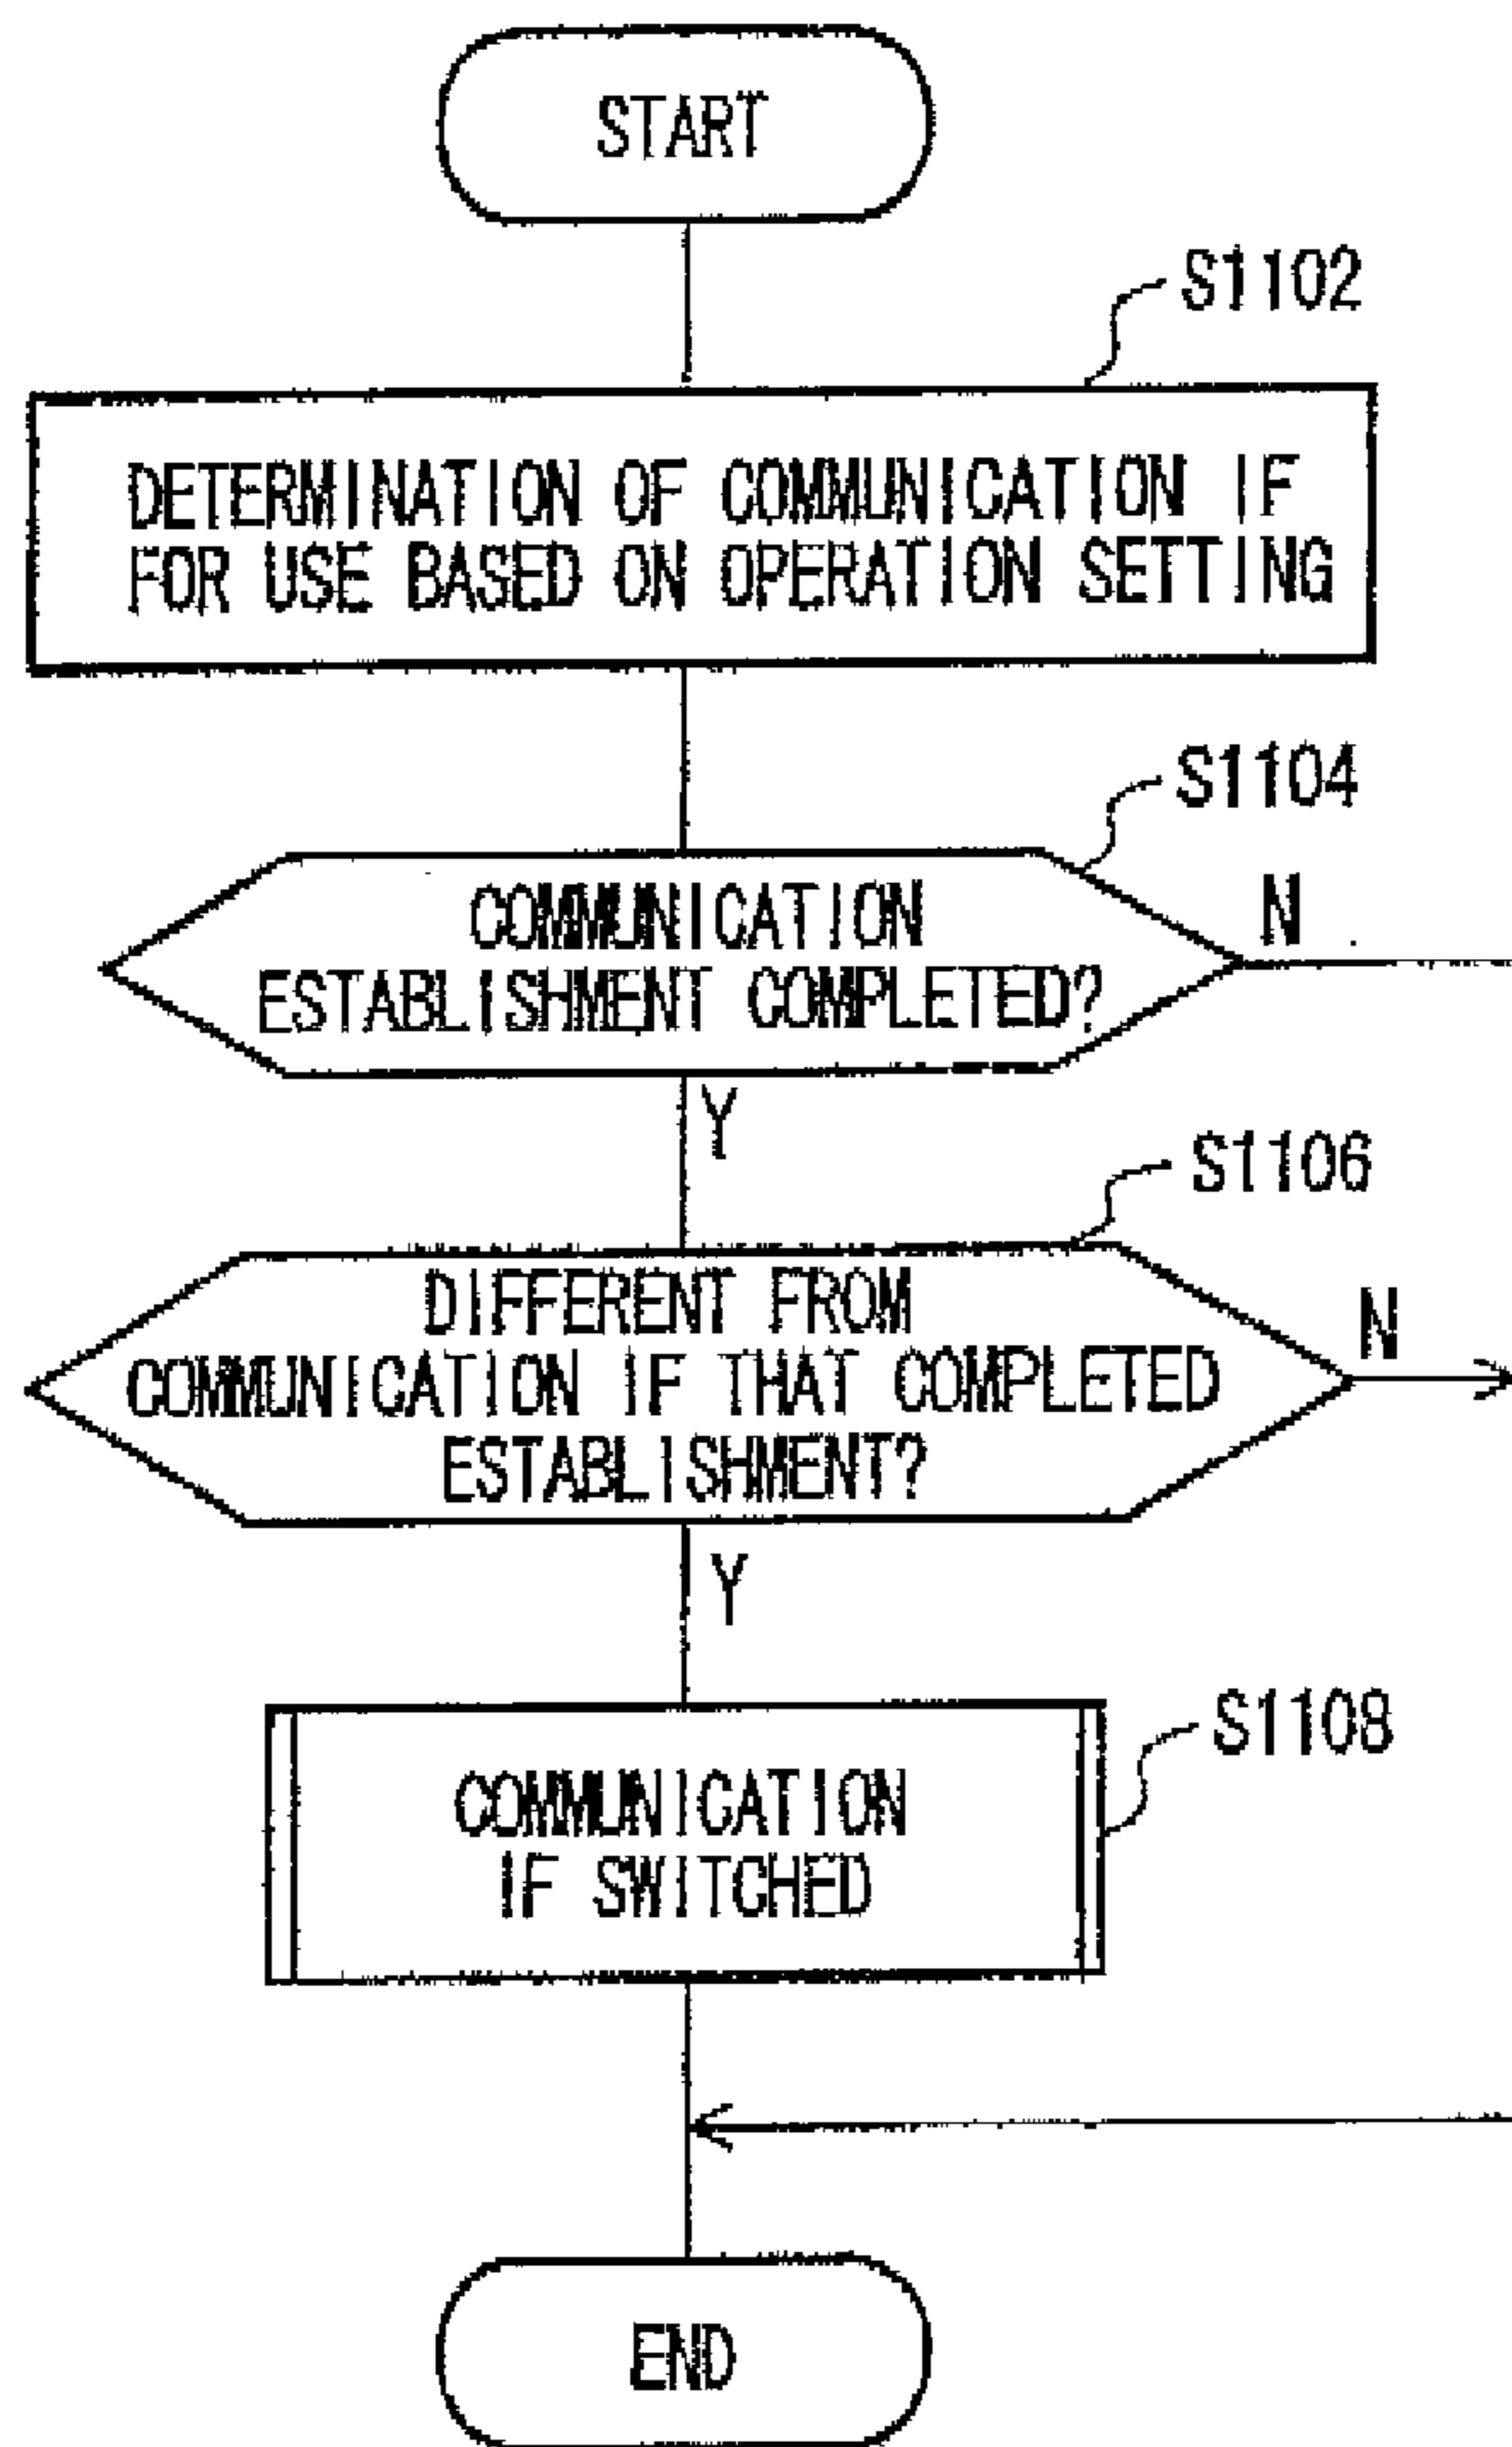 START
S1102
DETERMINATION OF COMMUNICATION IF
FOR USE BASED ON OPERATION SETTING
S1104
COMMUNICATION
ESTABLISHMENT COMPLETED?
N
Y
S1106
DIFFERENT FROM
COMMUNICATION IF THAT COMPLETED
ESTABLISHMENT?
N
Y
S1108
COMMUNICATION
IF SWITCHED
END